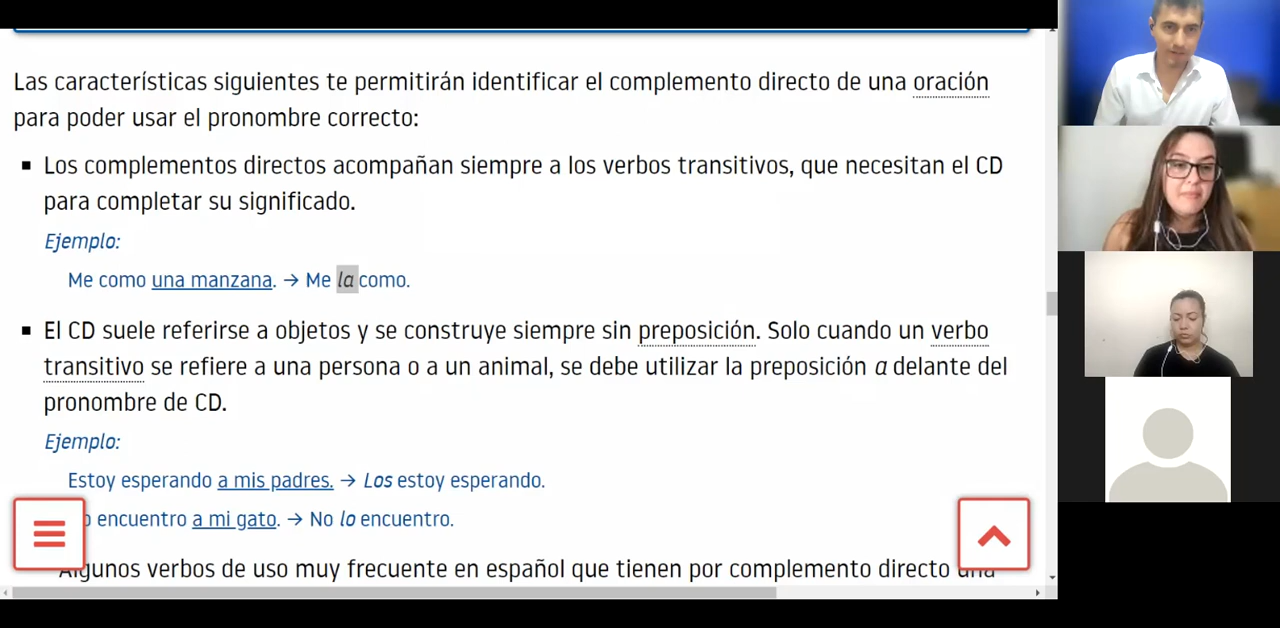 Las características siguientes te permitirán identificar el complemento directo de una oración
para poder usar el pronombre correcto:
▪ Los complementos directos acompañan siempre a los verbos transitivos, que necesitan el CD
para completar su significado.
Ejemplo:
Me como una manzana. → Me la como.
▪ El CD suele referirse a objetos y se construye siempre sin preposición. Solo cuando un verbo
transitivo se refiere a una persona o a un animal, se debe utilizar la preposición a delante del
pronombre de CD.
Ejemplo:
Estoy esperando a mis padres. → Los estoy esperando.
encuentro a mi gato. → No lo encuentro.
Algunos verbos de uso muy frecuente en español que tienen por complemento directo una